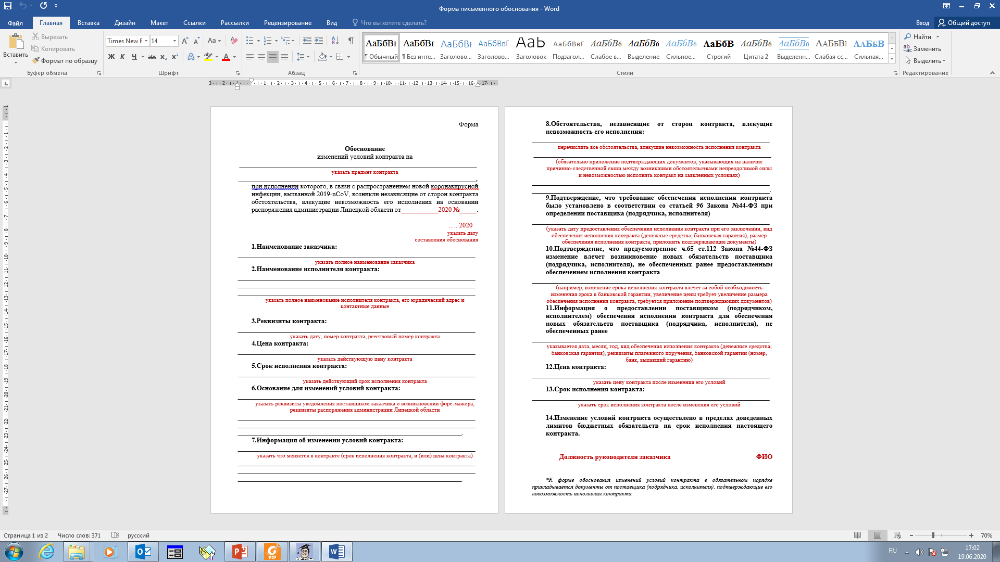 Форма письменного обоснования - Word
Файл Главная Вставка Дизайн Макет Ссылки Рассылки Рецензирование Вид Что вы хотите сделать? Вход Общий доступ
Вставить
Вырезать
Копировать
Формат по образцу
Буфер обмена
Times New R 14
Шрифт
Абзац
¶ Обычный ¶ Без инте... Заголово... Заголово... Заголовок Подзагол... Слабое в... Выделение Сильное... Строгий Цитата 2 Выделенн... Слабая сс... Сильная...
Стили
Найти
Заменить
Выделить
Редактирование
Форма
Обоснование
изменений условий контракта на
указать предмет контракта
при исполнении которого, в связи с распространением новой коронавирусной
инфекции, вызванной 2019-nCoV, возникли независящие от сторон контракта
обстоятельства, влекущие невозможность его исполнения на основании
распоряжения администрации Липецкой области от___________2020 №_____.
.. .. 2020
указать дату
составления обоснования
1.Наименование заказчика:
указать полное наименование заказчика
2.Наименование исполнителя контракта:
указать полное наименование исполнителя контракта, его юридический адрес и
контактные данные
3.Реквизиты контракта:
указать дату, номер контракта, реестровый номер контракта
4.Цена контракта:
указать действующую цену контракта
5.Срок исполнения контракта:
указать действующий срок исполнения контракта
6.Основание для изменений условий контракта:
указать реквизиты уведомления поставщиком заказчика о возникновении форс-мажора,
реквизиты распоряжения администрации Липецкой области
7.Информация об изменении условий контракта:
указать что меняется в контракте (срок исполнения контракта, и (или) цена контракта)
8.Обстоятельства, независящие от сторон контракта, влекущие
невозможность его исполнения:
перечислить все обстоятельства, влекущие невозможность исполнения контракта
(обязательно приложение подтверждающих документов, указывающих на наличие
причинно-следственной связи между возникшими обстоятельствами непреодолимой силы
и невозможностью исполнять контракт на заявленных условиях)
9.Подтверждение, что требование обеспечения исполнения контракта
было установлено в соответствии со статьей 96 Закона №44-ФЗ при
определении поставщика (подрядчика, исполнителя)
(указать дату предоставления обеспечения исполнения контракта при его заключении, вид
обеспечения исполнения контракта (денежные средства, банковская гарантия), размер
обеспечения исполнения контракта, приложить подтверждающие документы)
10.Подтверждение, что предусмотренное ч.65 ст.112 Закона №44-ФЗ
изменение влечет возникновение новых обязательств поставщика
(подрядчика, исполнителя), не обеспеченных ранее предоставленным
обеспечением исполнения контракта
(например, изменение срока исполнения контракта влечет за собой необходимость
изменения срока в банковской гарантии, увеличение цены требует увеличение размера
обеспечения исполнения контракта, требуется приложение подтверждающих документов)
11.Информация о предоставлении поставщиком (подрядчиком,
исполнителем) обеспечения исполнения контракта для обеспечения
новых обязательств поставщика (подрядчика, исполнителя), не
обеспеченных ранее
указывается дата, месяц, год, вид обеспечения исполнения контракта (денежные средства,
банковская гарантия), реквизиты платежного поручения, банковской гарантии (номер,
банк, выдавший гарантию)
12.Цена контракта:
указать цену контракта после изменения его условий
13.Срок исполнения контракта:
указать срок исполнения контракта после изменения его условий
14.Изменение условий контракта осуществлено в пределах доведенных
лимитов бюджетных обязательств на срок исполнения настоящего
контракта.
Должность руководителя заказчика ФИО
*К форме обоснования изменений условий контракта в обязательном порядке
прикладывается документы от поставщика (подрядчика, исполнителя), подтверждающие его
невозможность исполнения контракта
Страница 1 из 2 Число слов: 371 русский 70%
RU
17:02
19.06.2020